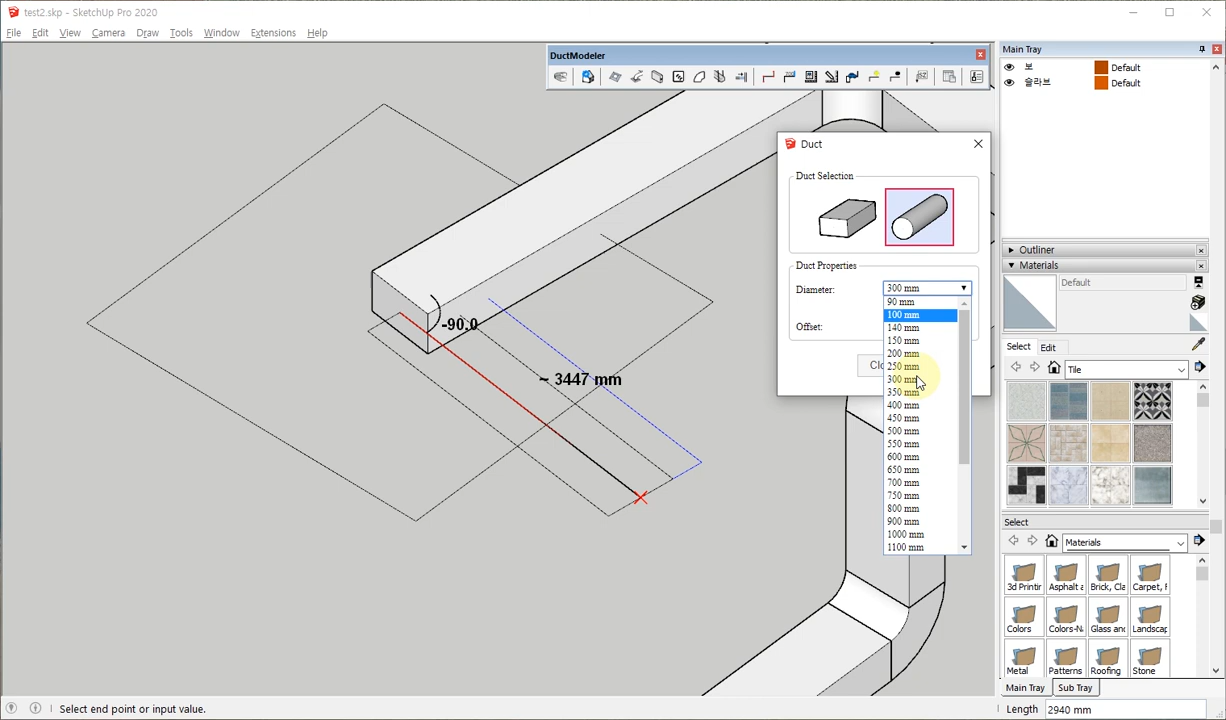 test2.skp - SketchUp Pro 2020
File Edit View Camera Draw Tools Window Extensions Help
DuctModeler
-90.0
~ 3447 mm
Duct
Duct Selection
Duct Properties
Diameter:
300 mm
90 mm
100 mm
140 mm
150 mm
200 mm
250 mm
300 mm
350 mm
400 mm
450 mm
500 mm
550 mm
600 mm
650 mm
700 mm
750 mm
800 mm
900 mm
1000 mm
1100 mm
Offset:
Clo
Main Tray
보 Default
슬라브 Default
Outliner
Materials
Default
Select Edit
Tile
Select
Materials
3d Printir Asphalt a Brick, Cla Carpet, F
Colors Colors-Na Glass and Landscap
Metal Patterns Roofing Stone
Main Tray Sub Tray
Select end point or input value.
Length 2940 mm